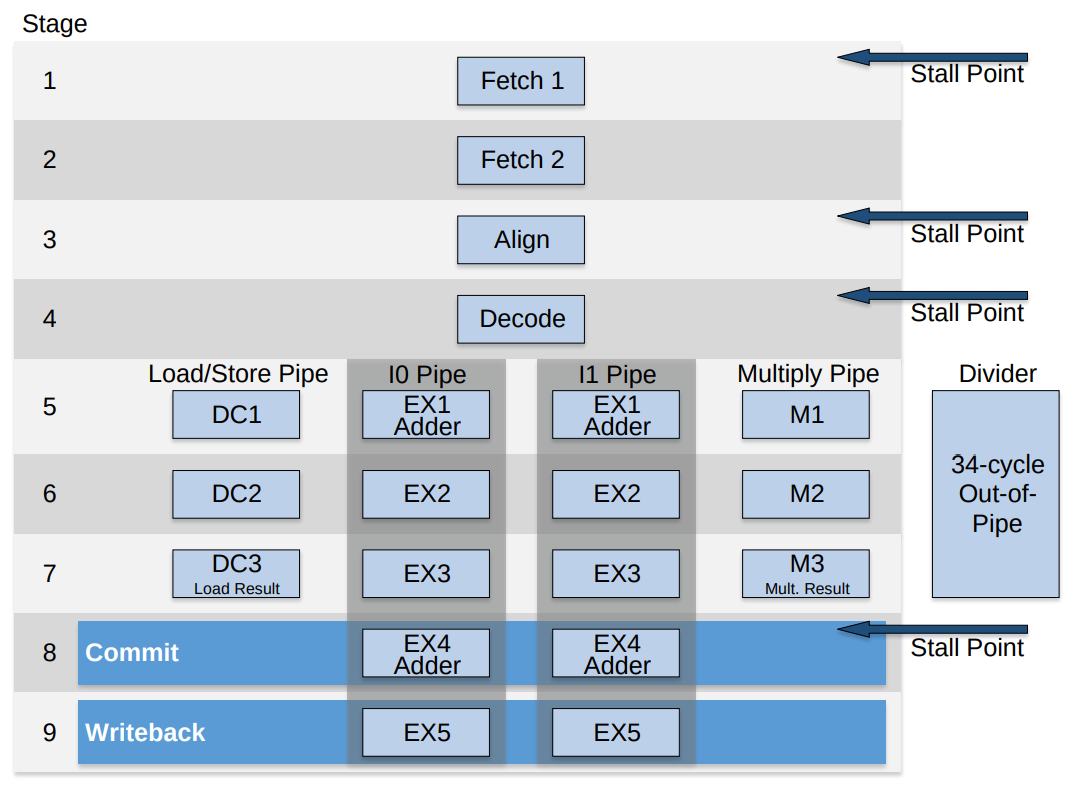 Stage
1
Fetch 1
Stall Point
2
Fetch 2
3
Align
Stall Point
4
Decode
Stall Point
Load/Store Pipe
I0 Pipe
I1 Pipe
Multiply Pipe
Divider
5
DC1
EX1
Adder
EX1
Adder
M1
34-cycle
Out-of-
Pipe
6
DC2
EX2
EX2
M2
7
DC3
Load Result
EX3
EX3
M3
Mult. Result
8
Commit
EX4
Adder
EX4
Adder
Stall Point
9
Writeback
EX5
EX5